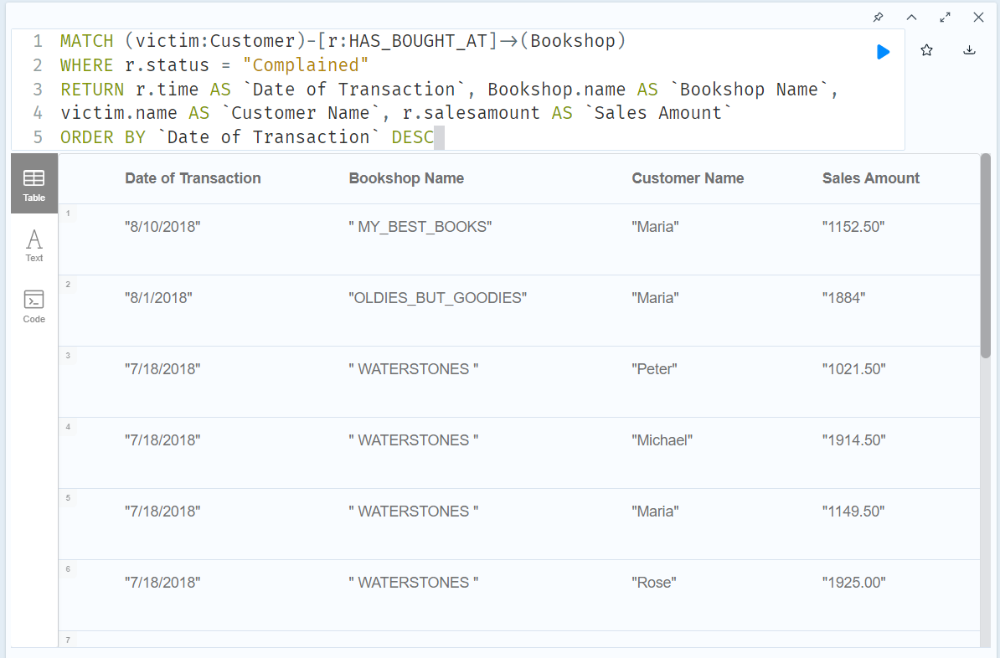 1 MATCH (victim:Customer)-[r:HAS_BOUGHT_AT]->(Bookshop)
2 WHERE r.status = "Complained"
3 RETURN r.time AS `Date of Transaction`, Bookshop.name AS `Bookshop Name`,
4 victim.name AS `Customer Name`, r.salesamount AS `Sales Amount`
5 ORDER BY `Date of Transaction` DESC
Table
Text
Code
Date of Transaction Bookshop Name Customer Name Sales Amount
1 "8/10/2018" " MY_BEST_BOOKS" "Maria" "1152.50"
2 "8/1/2018" "OLDIES_BUT_GOODIES" "Maria" "1884"
3 "7/18/2018" " WATERSTONES " "Peter" "1021.50"
4 "7/18/2018" " WATERSTONES " "Michael" "1914.50"
5 "7/18/2018" " WATERSTONES " "Maria" "1149.50"
6 "7/18/2018" " WATERSTONES " "Rose" "1925.00"
7